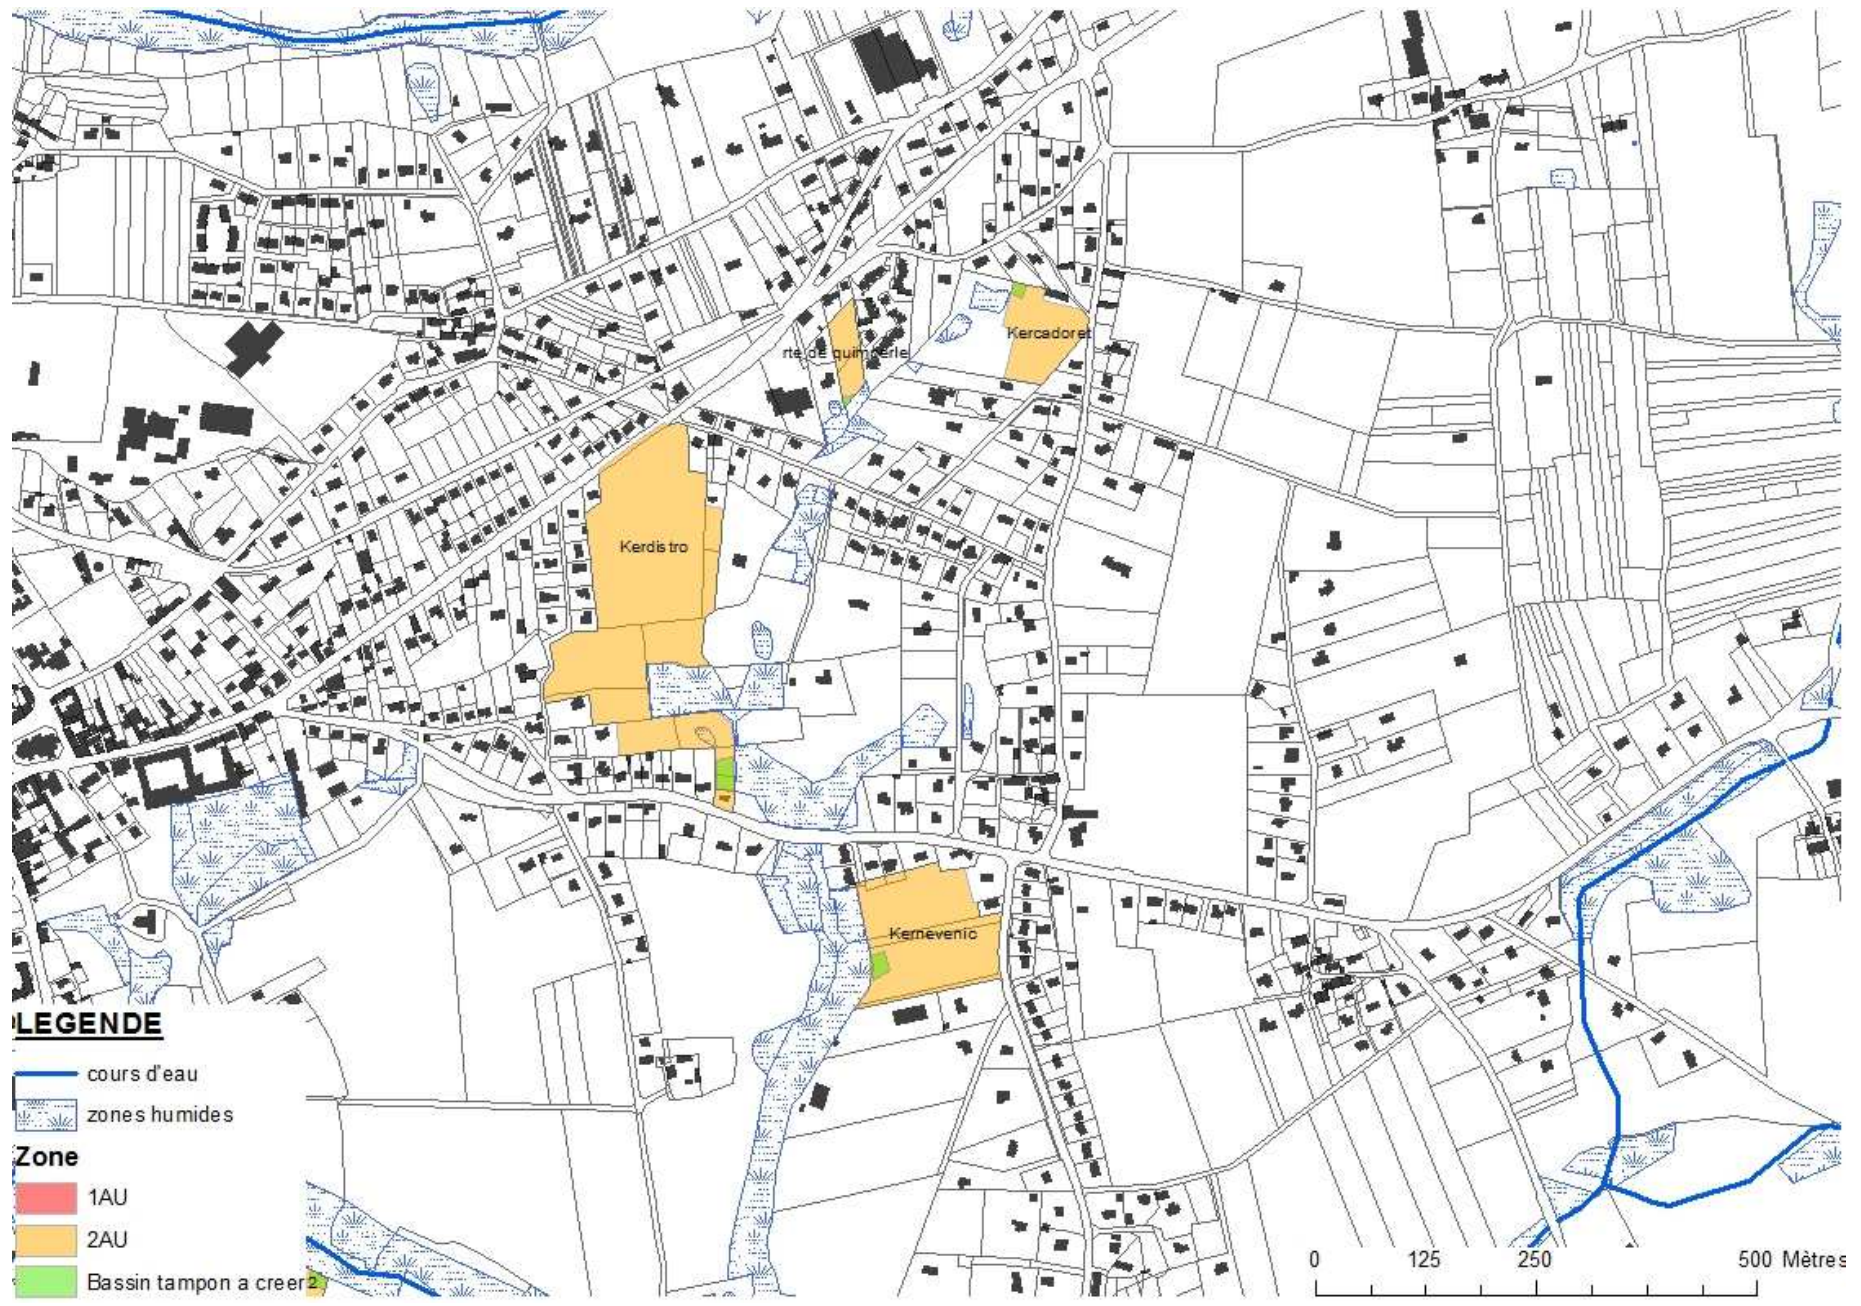 Kercadoret
rte de quimperle
Kerdistro
Kernevenic
LEGENDE
cours d'eau
zones humides
Zone
1AU
2AU
Bassin tampon a creer
2
0 125 250 500 Mètres